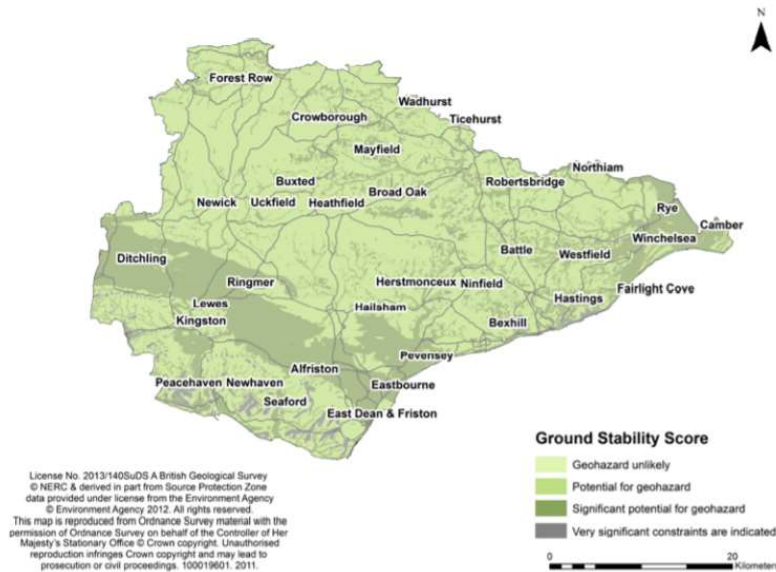 N
Forest Row
Wadhurst
Crowborough
Ticehurst
Mayfield
Northiam
Buxted
Robertsbridge
Broad Oak
Newick Uckfield Heathfield
Rye
Camber
Winchelsea
Battle
Westfield
Ditchling
Ringmer
Herstmonceux Ninfield
Fairlight Cove
Lewes
Hailsham
Hastings
Kingston
Bexhill
Pevensey
Alfriston
Peacehaven Newhaven
Eastbourne
Seaford
East Dean & Friston
Ground Stability Score
Geohazard unlikely
Potential for geohazard
Significant potential for geohazard
Very significant constraints are indicated
0 20
Kilometers
License No. 2013/140SuDS A British Geological Survey
© NERC & derived in part from Source Protection Zone
data provided under license from the Environment Agency
© Environment Agency 2012. All rights reserved.
This map is reproduced from Ordnance Survey material with the
permission of Ordnance Survey on behalf of the Controller of Her
Majesty's Stationary Office © Crown copyright. Unauthorised
reproduction infringes Crown copyright and may lead to
prosecution or civil proceedings. 100019601. 2011.